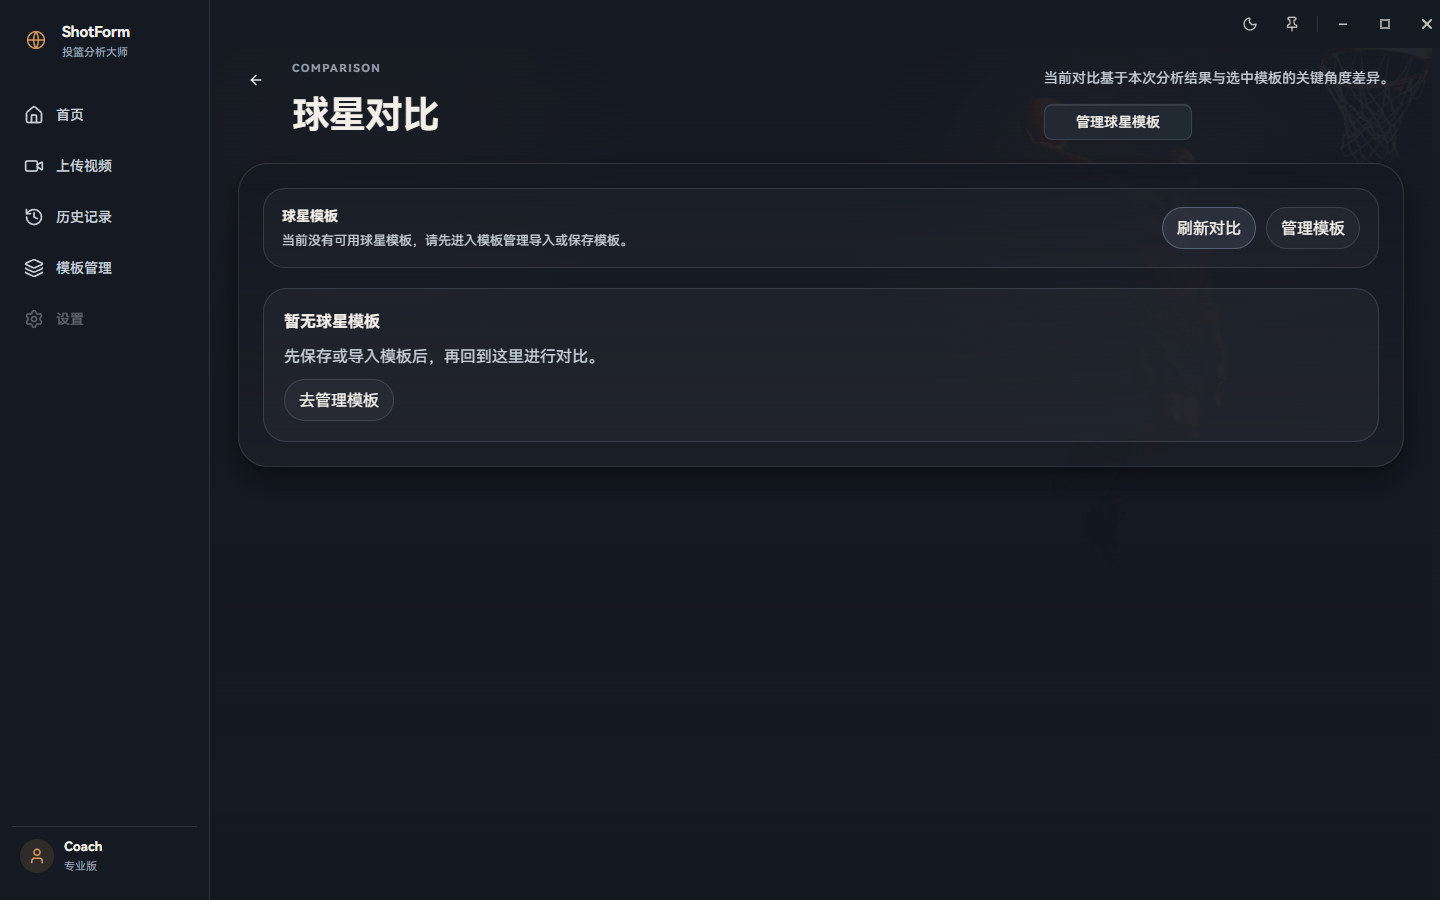 ShotForm
投篮分析大师
首页
上传视频
历史记录
模板管理
设置
Coach
专业版
COMPARISON
球星对比
当前对比基于本次分析结果与选中模板的关键角度差异。
管理球星模板
球星模板
当前没有可用球星模板，请先进入模板管理导入或保存模板。
刷新对比
管理模板
暂无球星模板
先保存或导入模板后，再回到这里进行对比。
去管理模板